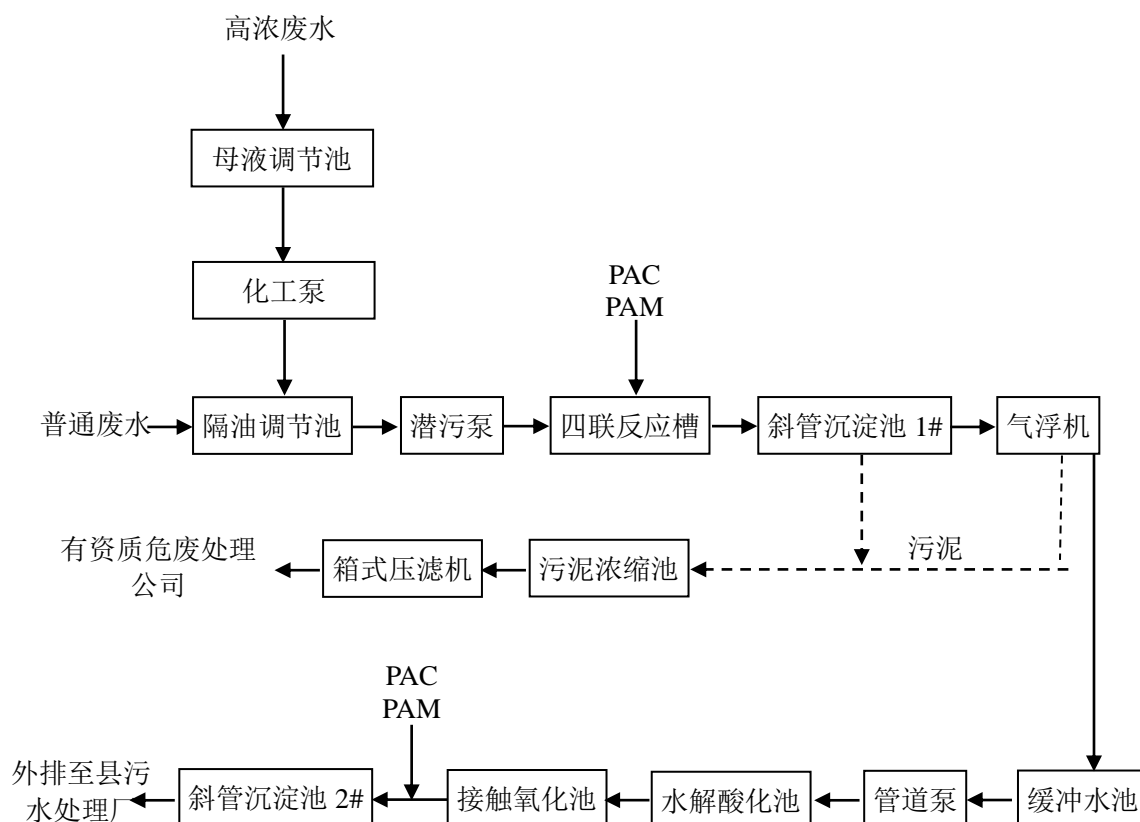 高浓废水
母液调节池
化工泵
PAC
PAM
普通废水
隔油调节池
潜污泵
四联反应槽
斜管沉淀池 1#
气浮机
有资质危废处理
公司
箱式压滤机
污泥浓缩池
污泥
PAC
PAM
外排至县污
水处理厂
斜管沉淀池 2#
接触氧化池
水解酸化池
管道泵
缓冲水池